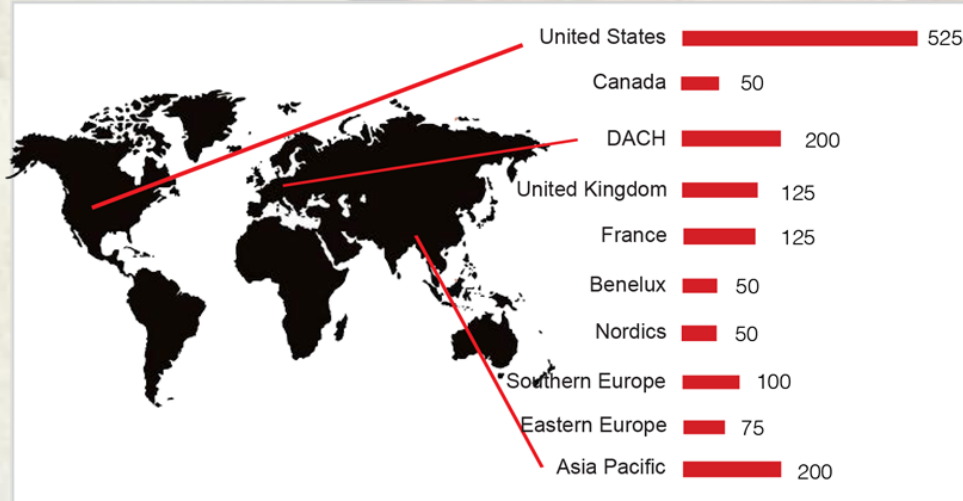 United States 525
Canada 50
DACH 200
United Kingdom 125
France 125
Benelux 50
Nordics 50
Southern Europe 100
Eastern Europe 75
Asia Pacific 200